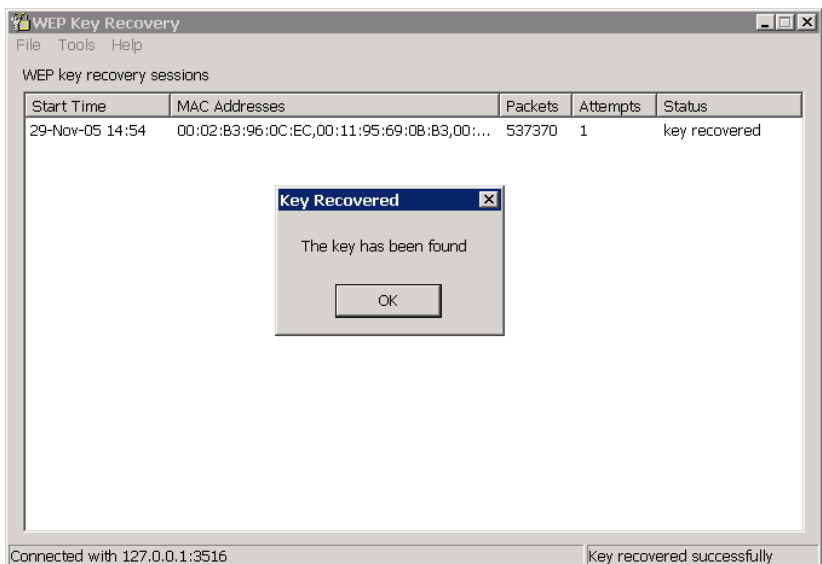 WEP Key Recovery
File Tools Help
WEP key recovery sessions
Start Time MAC Addresses Packets Attempts Status
29-Nov-05 14:54 00:02:B3:96:0C:EC,00:11:95:69:0B:B3,00:... 537370 1 key recovered
Key Recovered
The key has been found
OK
Connected with 127.0.0.1:3516 Key recovered successfully